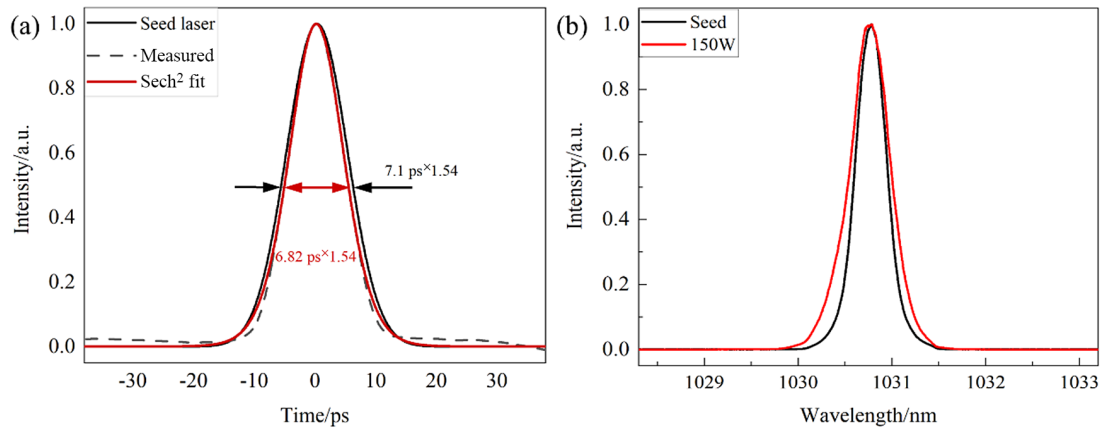 (a)
Seed laser
Measured
Sech² fit
Intensity/a.u.
1.0
0.8
0.6
0.4
0.2
0.0
7.1 ps×1.54
6.82 ps×1.54
-30 -20 -10 0 10 20 30
Time/ps
(b)
Seed
150W
Intensity/a.u.
1.0
0.8
0.6
0.4
0.2
0.0
1029 1030 1031 1032 1033
Wavelength/nm